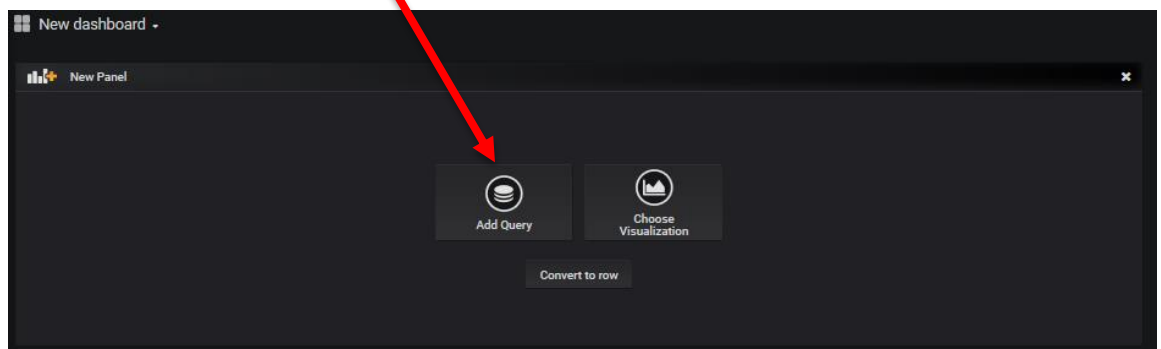 New dashboard
New Panel
Add Query
Choose
Visualization
Convert to row